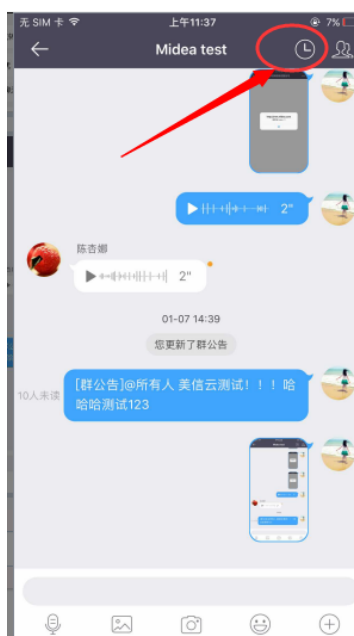 无 SIM 卡 上午11:37 7%
Midea test
2"
陈杏娜
2"
01-07 14:39
您更新了群公告
10人未读
[群公告]@所有人 美信云测试！！！哈
哈哈测试123